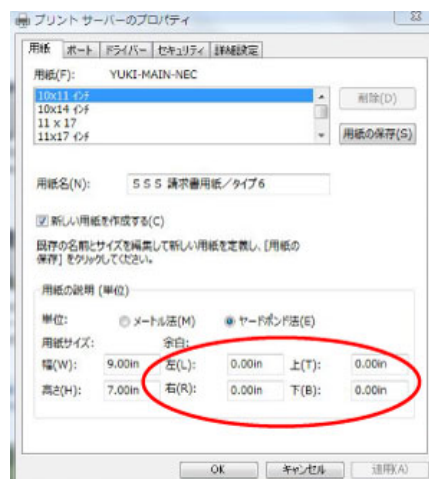 プリント サーバーのプロパティ
用紙 ポート ドライバー セキュリティ 詳細設定
用紙(F): YUKI-MAIN-NEC
10x11 インチ
10x14 インチ
11 x 17
11x17 インチ
削除(D)
用紙の保存(S)
用紙名(N): SSS 請求書用紙/タイプ6
新しい用紙を作成する(C)
既存の名前とサイズを編集して新しい用紙を定義し、[用紙の
保存] をクリックしてください。
用紙の説明 (単位)
単位: メートル法(M) ヤードポンド法(E)
用紙サイズ: 余白:
幅(W): 9.00in 左(L): 0.00in 上(T): 0.00in
高さ(H): 7.00in 右(R): 0.00in 下(B): 0.00in
OK キャンセル 適用(A)